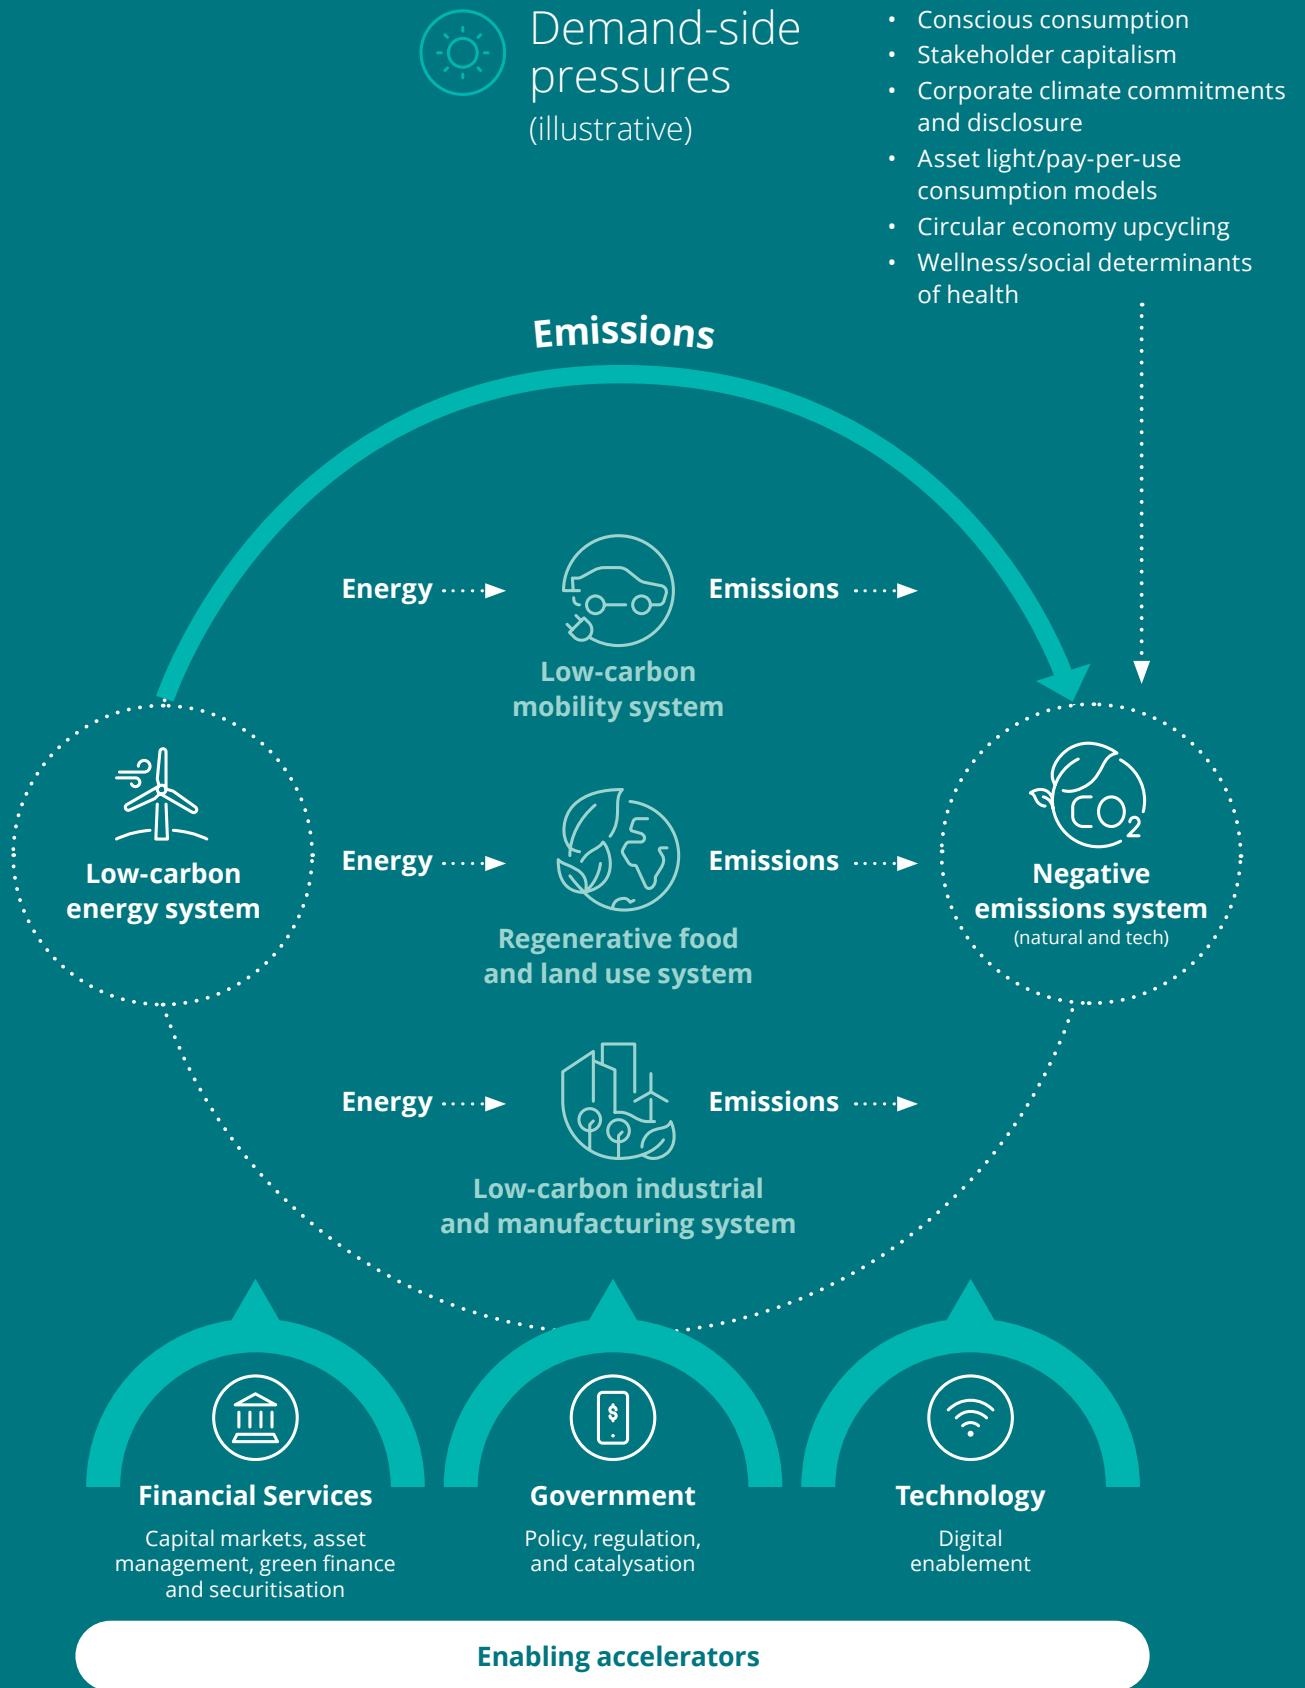 Demand-side
pressures
(illustrative)
• Conscious consumption
• Stakeholder capitalism
• Corporate climate commitments
and disclosure
• Asset light/pay-per-use
consumption models
• Circular economy upcycling
• Wellness/social determinants
of health
Emissions
Energy
Emissions
Low-carbon
mobility system
Low-carbon
energy system
Energy
Emissions
Regenerative food
and land use system
CO2
Negative
emissions system
(natural and tech)
Energy
Emissions
Low-carbon industrial
and manufacturing system
Financial Services
Capital markets, asset
management, green finance
and securitisation
$
Government
Policy, regulation,
and catalysation
Technology
Digital
enablement
Enabling accelerators